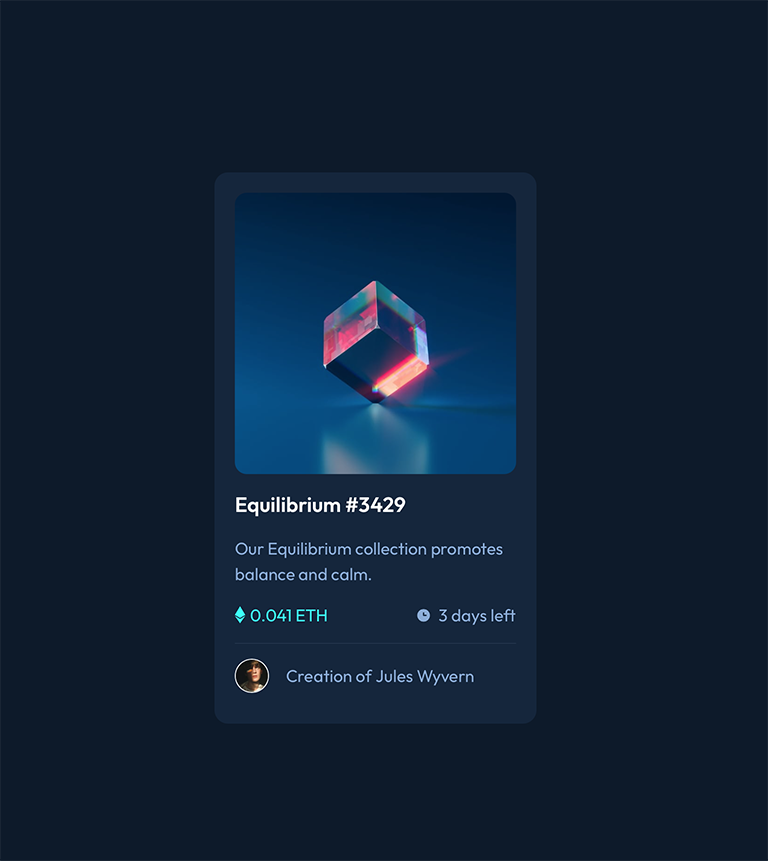 Equilibrium #3429
Our Equilibrium collection promotes
balance and calm.
0.041 ETH 3 days left
Creation of Jules Wyvern